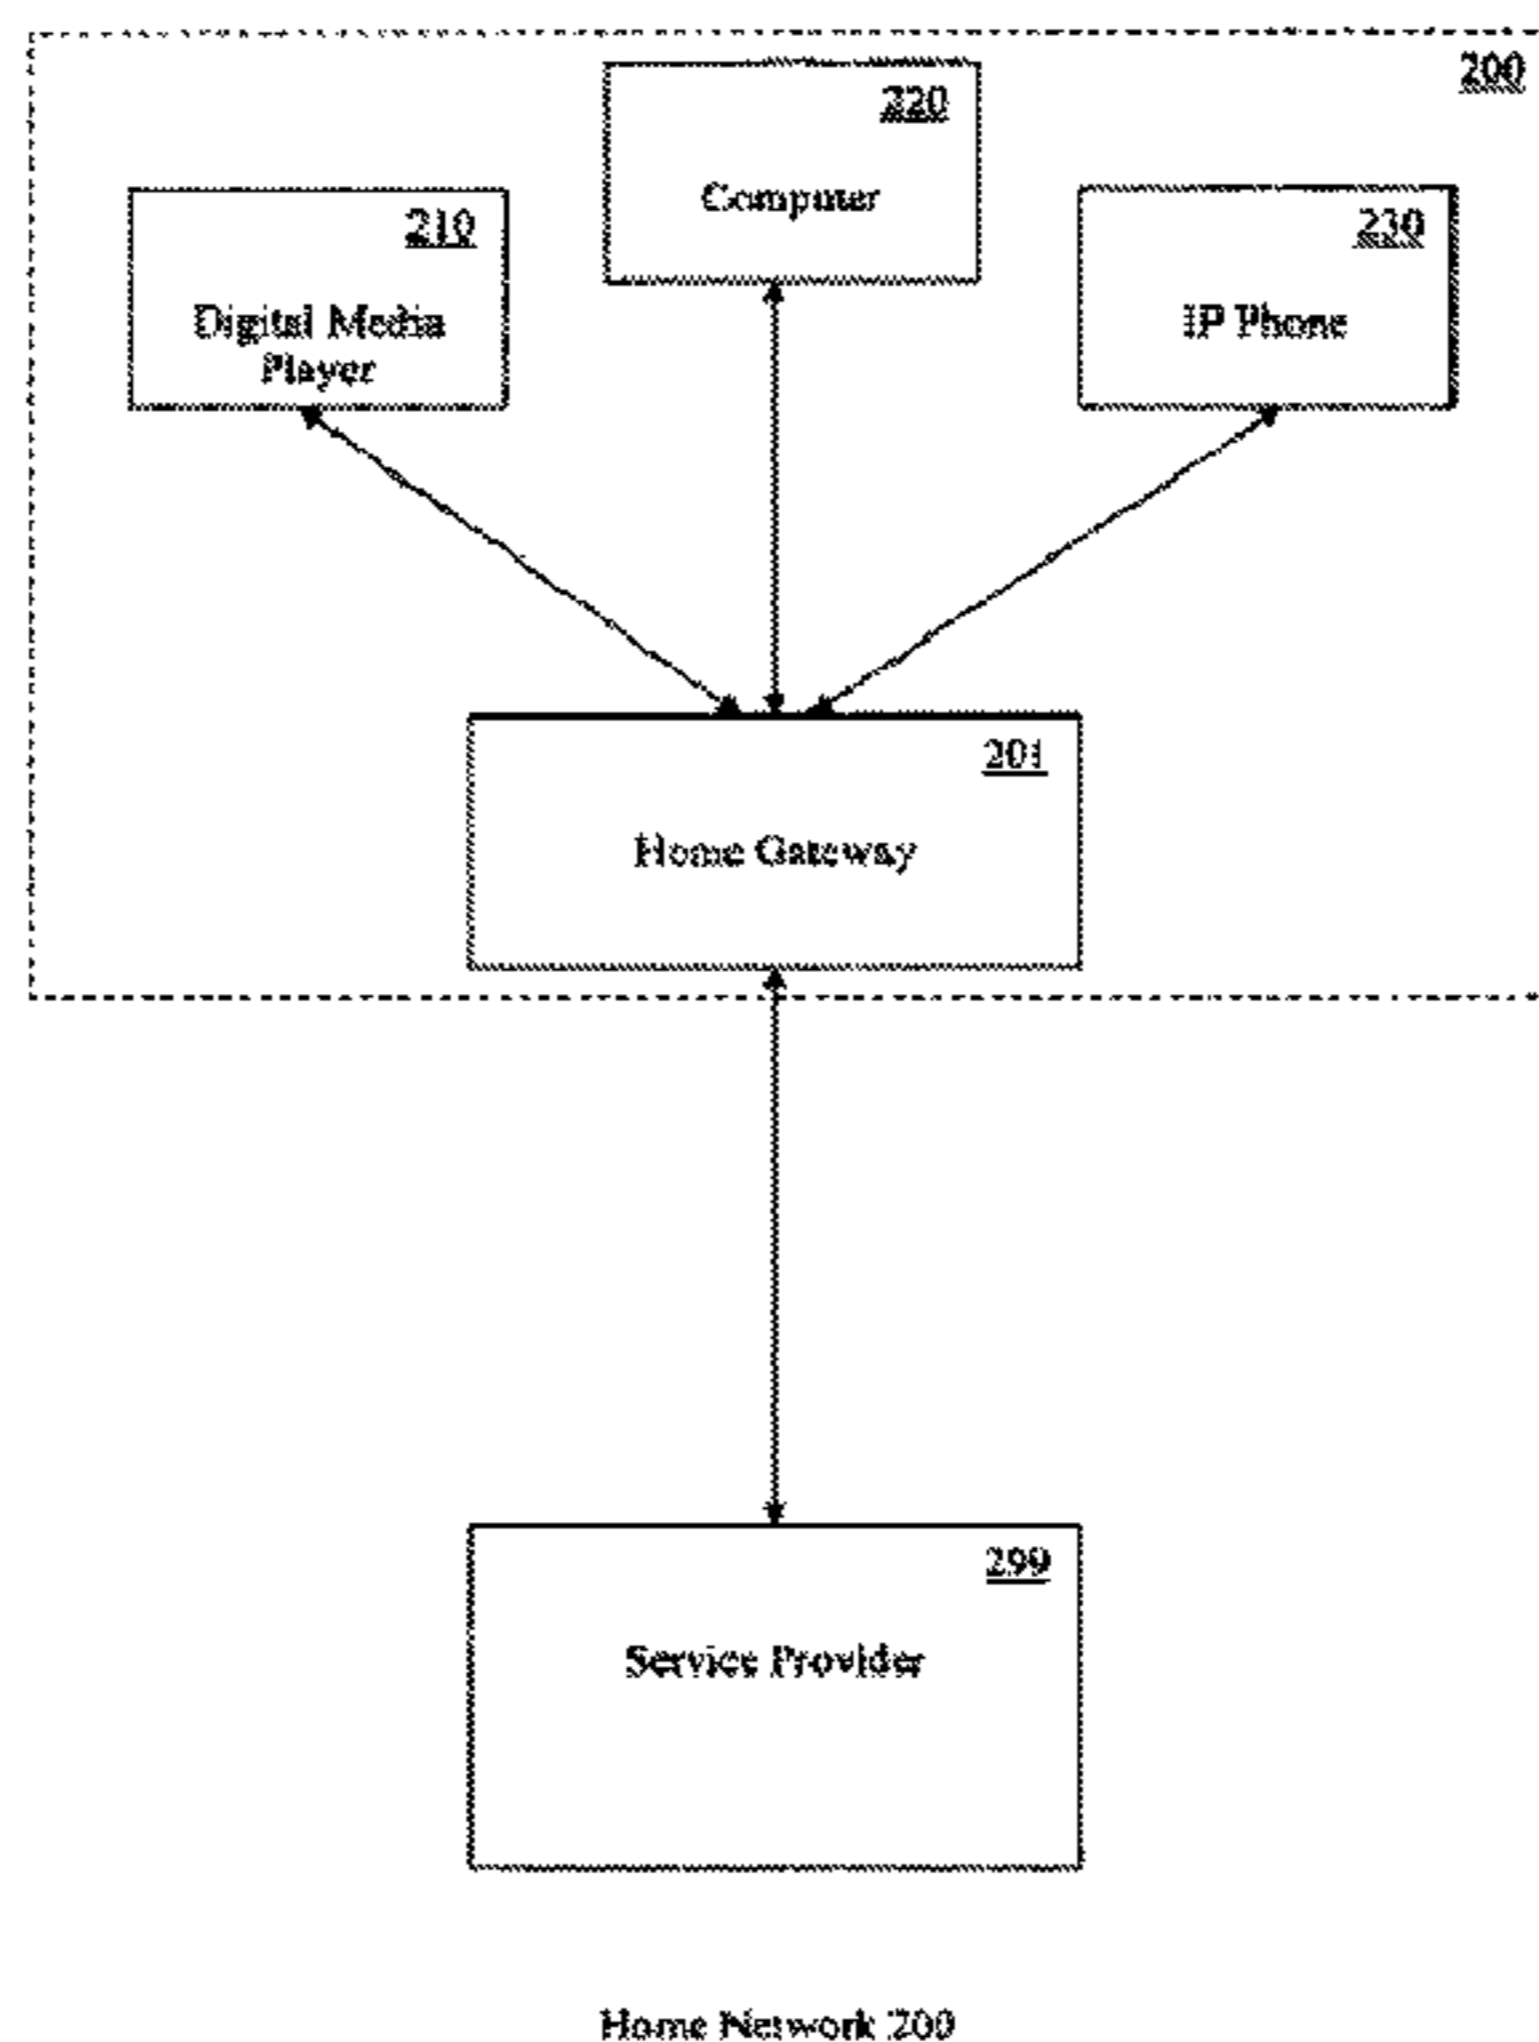 200
220
Computer
210
Digital Media
Player
230
IP Phone
201
Home Gateway
299
Service Provider
Home Network 200